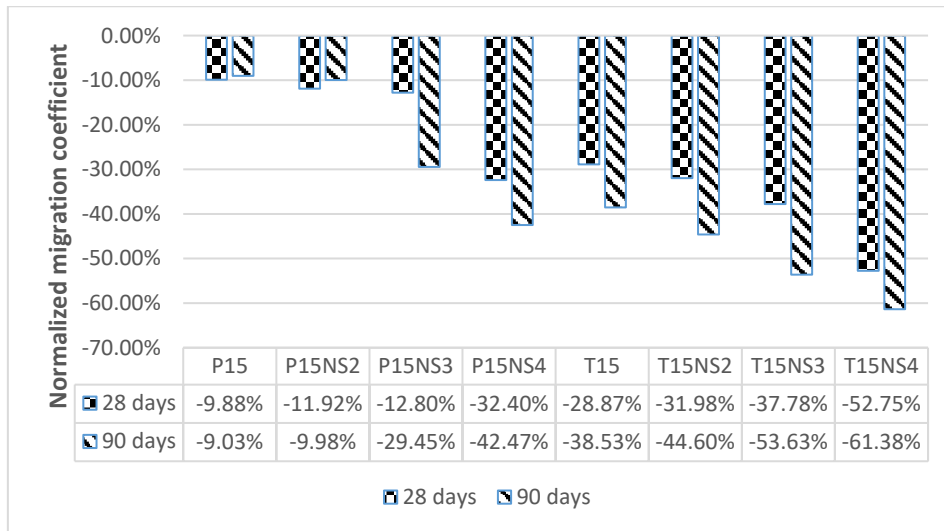 Normalized migration coefficient
0.00%
-10.00%
-20.00%
-30.00%
-40.00%
-50.00%
-60.00%
-70.00%
P15 P15NS2 P15NS3 P15NS4 T15 T15NS2 T15NS3 T15NS4
28 days -9.88% -11.92% -12.80% -32.40% -28.87% -31.98% -37.78% -52.75%
90 days -9.03% -9.98% -29.45% -42.47% -38.53% -44.60% -53.63% -61.38%
28 days 90 days